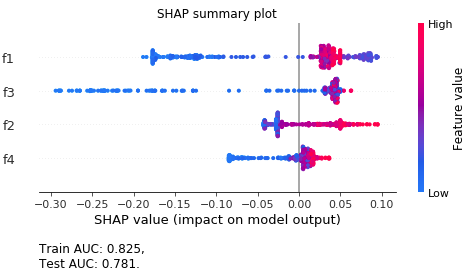 SHAP summary plot
High
f1
f3
f2
f4
Feature value
Low
−0.30 −0.25 −0.20 −0.15 −0.10 −0.05 0.00 0.05 0.10
SHAP value (impact on model output)
Train AUC: 0.825,
Test AUC: 0.781.